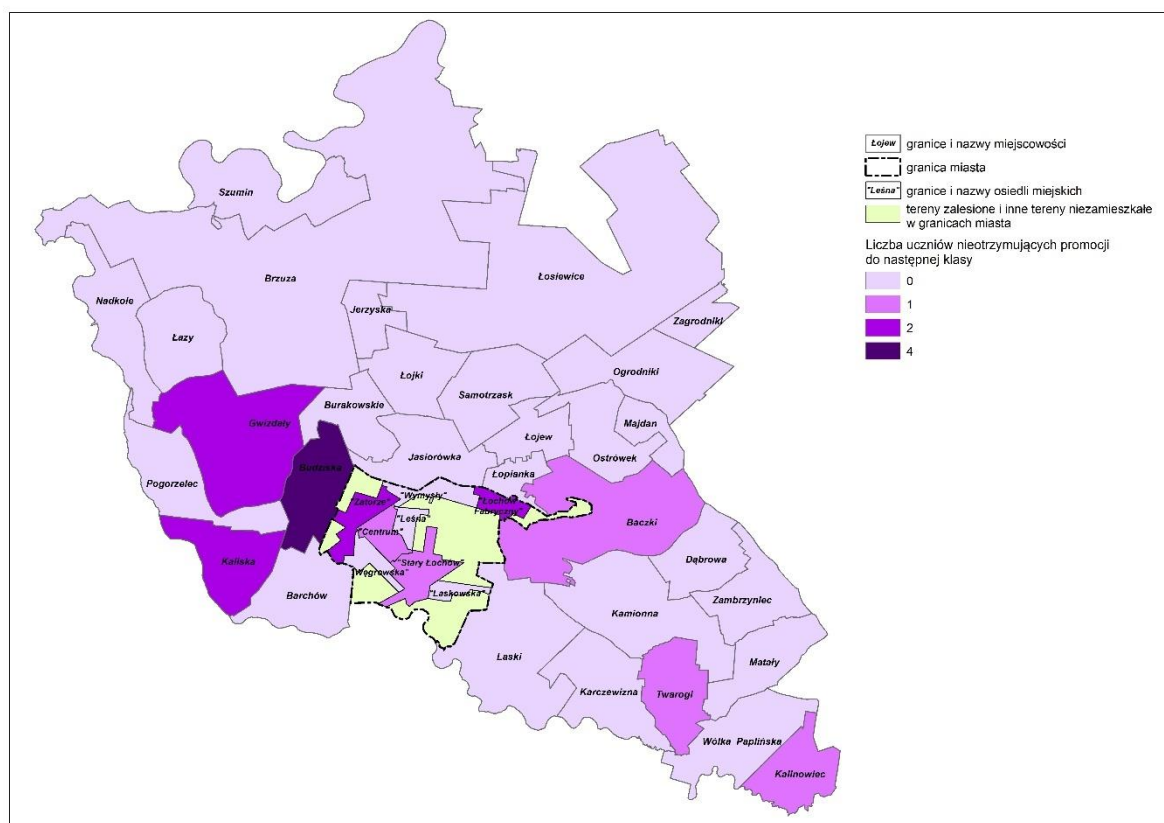 Szumin
Brzuza
Łosiewice
Nadkole
Jerzyska
Zagrodniki
Łazy
Łojki
Ogrodniki
Samotrzask
Burakowskie
Gwizdały
Majdan
Łojew
Ostrówek
Jasiorówka
Budziska
Łopianka
Pogorzelec
"Wymysły"
"Zatorze"
"Łochów
Fabryczny"
"Leśna"
Baczki
"Centrum"
Kaliska
"Stary Łochów"
Dąbrowa
"Węgrowska"
Barchów
"Laskowska"
Zambrzyniec
Kamionna
Laski
Matały
Karczewizna
Twarogi
Wólka Paplińska
Kalinowiec
Łojew granice i nazwy miejscowości
granica miasta
"Leśna" granice i nazwy osiedli miejskich
tereny zalesione i inne tereny niezamieszkałe
w granicach miasta
Liczba uczniów nieotrzymujących promocji
do następnej klasy
0
1
2
4